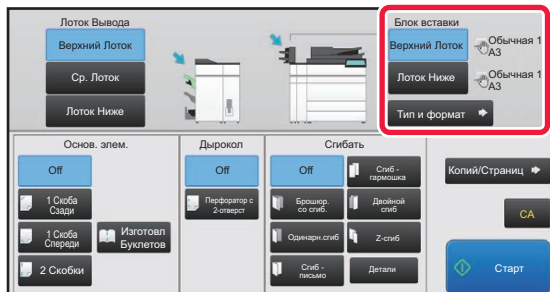 Лоток Вывода
Верхний Лоток
Ср. Лоток
Лоток Ниже
Блок вставки
Верхний Лоток
Обычная 1
A3
Лоток Ниже
Обычная 1
A3
Тип и формат
Основ. элем.
Off
1 Скоба
Сзади
1 Скоба
Спереди
2 Скобки
Изготовл
Буклетов
Дырокол
Off
Перфоратор с
2-отверст
Сгибать
Off
Сгиб -
гармошка
Брошюр.
со сгиб.
Двойной
сгиб
Одинарн.сгиб
Z-сгиб
Сгиб -
письмо
Детали
Копий/Страниц
CA
Старт